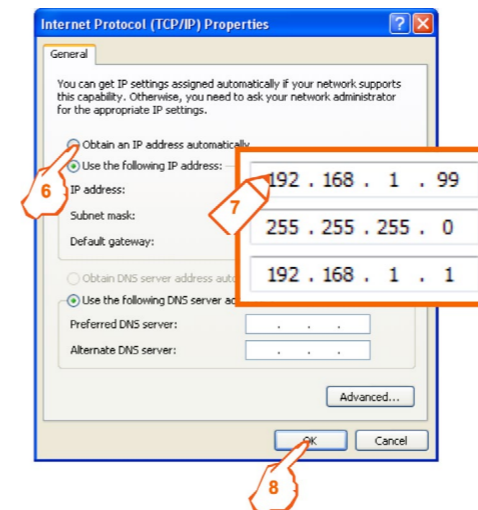 Internet Protocol (TCP/IP) Properties
General
You can get IP settings assigned automatically if your network supports
this capability. Otherwise, you need to ask your network administrator
for the appropriate IP settings.
Obtain an IP address automatically
6
Use the following IP address:
IP address:
192 . 168 . 1 . 99
7
Subnet mask:
255 . 255 . 255 . 0
Default gateway:
192 . 168 . 1 . 1
Obtain DNS server address
Use the following DNS server
Preferred DNS server:
. . .
Alternate DNS server:
. . .
Advanced...
OK
Cancel
8